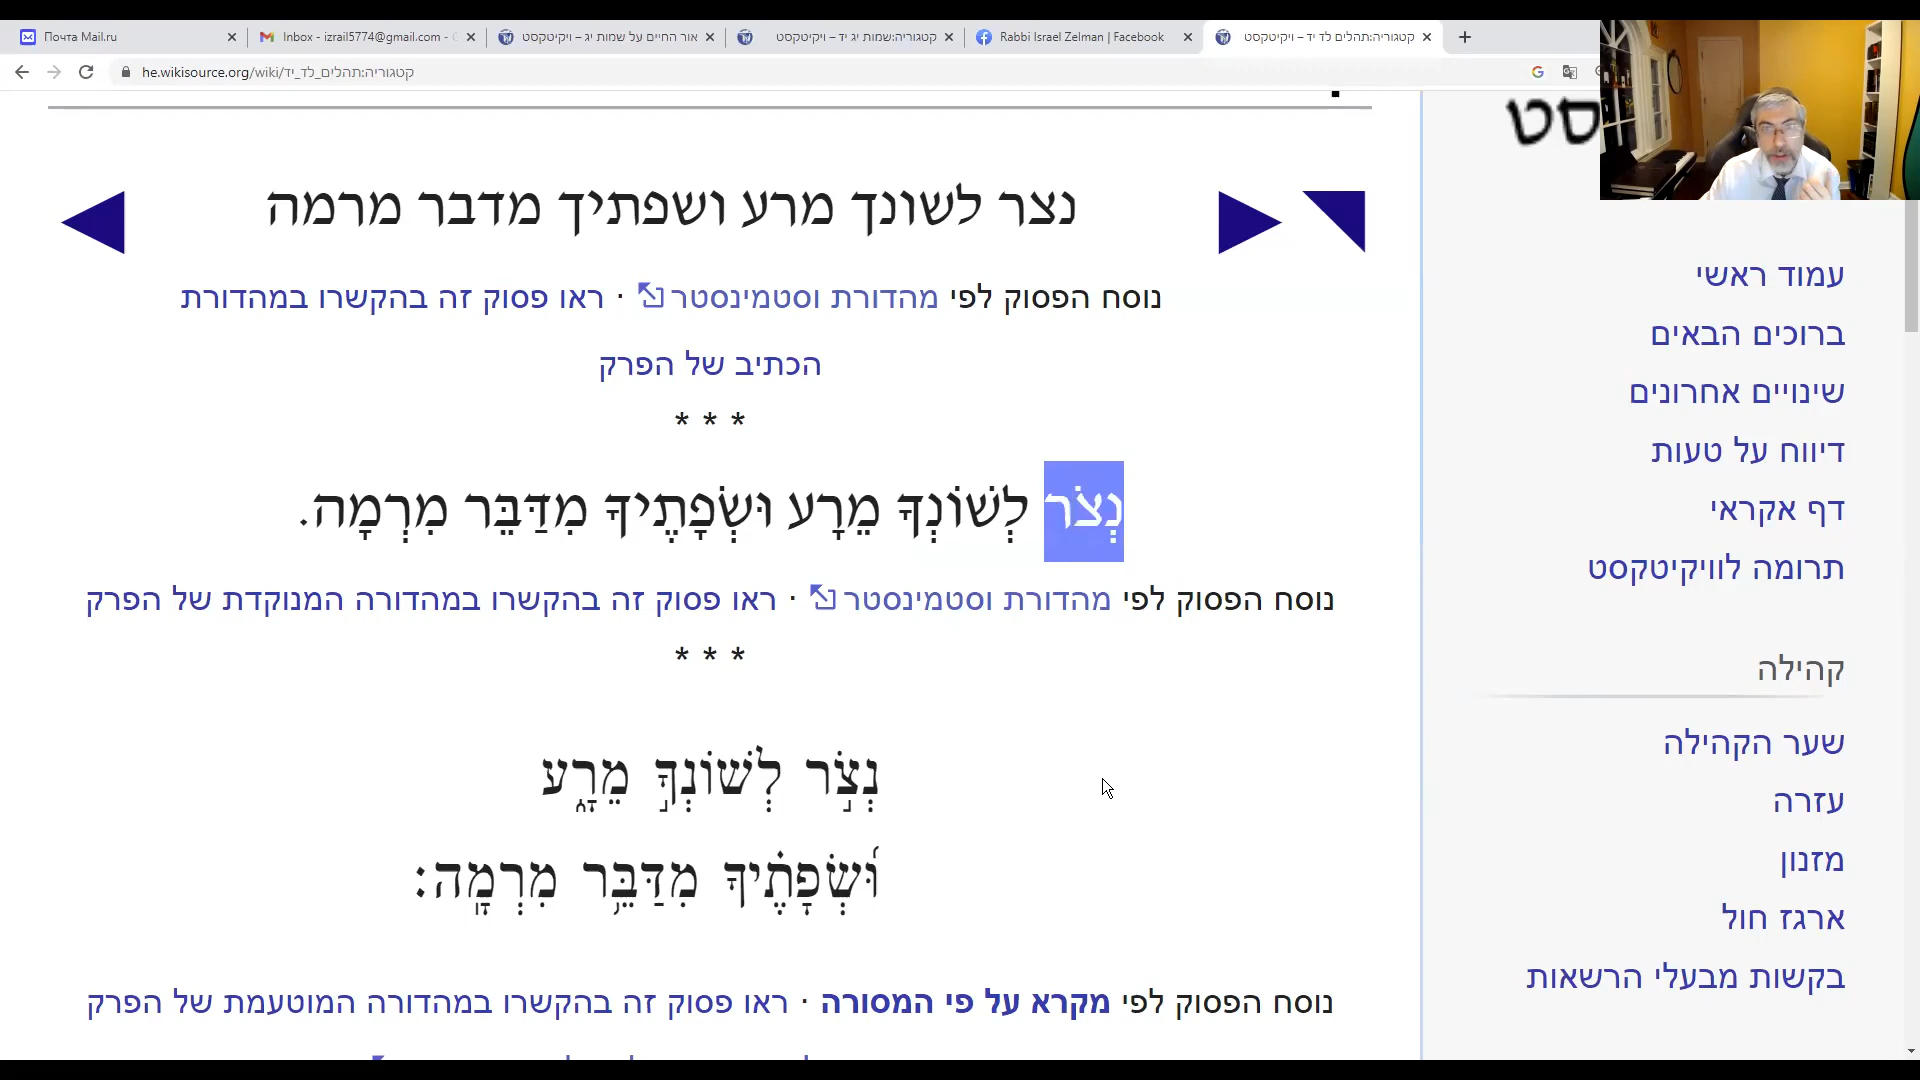 Почта Mail.ru
Inbox - izrail5774@gmail.com -
אור החיים על שמות יג – ויקיטקסט
קטגוריה:שמות יג יד – ויקיטקסט
Rabbi Israel Zelman | Facebook
קטגוריה:תהלים לד יד – ויקיטקסט
he.wikisource.org/wiki/קטגוריה:תהלים_לד_יד
נצר לשונך מרע ושפתיך מדבר מרמה
נוסח הפסוק לפי מהדורת וסטמינסטר · ראו פסוק זה בהקשרו במהדורת
הכתיב של הפרק
* * *
נְצֹר לְשׁוֹנְךָ מֵרָע וּשְׂפָתֶיךָ מִדַּבֵּר מִרְמָה.
נוסח הפסוק לפי מהדורת וסטמינסטר · ראו פסוק זה בהקשרו במהדורה המנוקדת של הפרק
* * *
נְצֹ֣ר לְשׁוֹנְךָ֣ מֵרָ֑ע
וּ֝שְׂפָתֶ֗יךָ מִדַּבֵּ֥ר מִרְמָֽה׃
נוסח הפסוק לפי מקרא על פי המסורה · ראו פסוק זה בהקשרו במהדורה המוטעמת של הפרק
סט
עמוד ראשי
ברוכים הבאים
שינויים אחרונים
דיווח על טעות
דף אקראי
תרומה לוויקיטקסט
קהילה
שער הקהילה
עזרה
מזנון
ארגז חול
בקשות מבעלי הרשאות